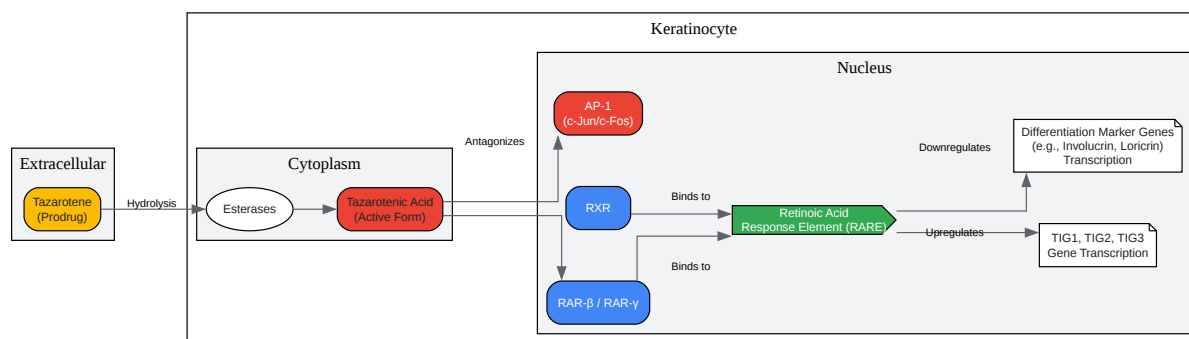 Keratinocyte
Nucleus
Extracellular
Tazarotene
(Prodrug)
Hydrolysis
Cytoplasm
Esterases
Tazarotenic Acid
(Active Form)
Antagonizes
AP-1
(c-Jun/c-Fos)
RXR
RAR-β / RAR-γ
Binds to
Binds to
Retinoic Acid
Response Element (RARE)
Downregulates
Upregulates
Differentiation Marker Genes
(e.g., Involucrin, Loricrin)
Transcription
TIG1, TIG2, TIG3
Gene Transcription